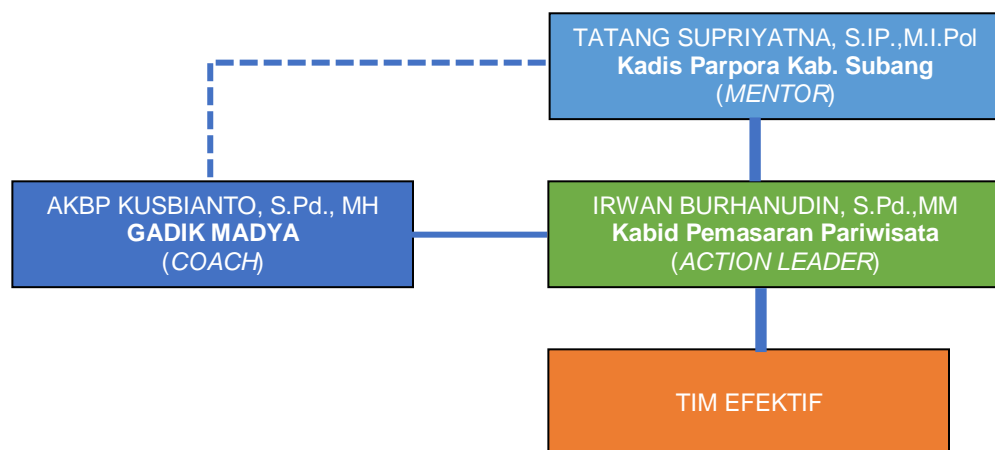 TATANG SUPRIYATNA, S.IP.,M.I.Pol
Kadis Parpora Kab. Subang
(MENTOR)
AKBP KUSBIANTO, S.Pd., MH
GADIK MADYA
(COACH)
IRWAN BURHANUDIN, S.Pd.,MM
Kabid Pemasaran Pariwisata
(ACTION LEADER)
TIM EFEKTIF